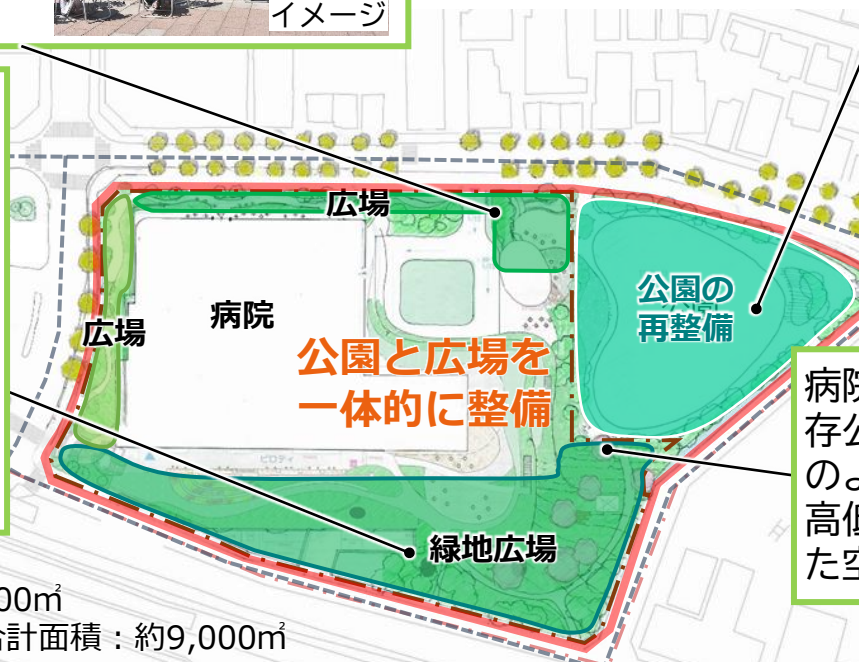 イメージ
広場
広場
病院
公園の
再整備
公園と広場を
一体的に整備
病院
存公
のよ
高低
た空
緑地広場
00㎡
合計面積：約9,000㎡